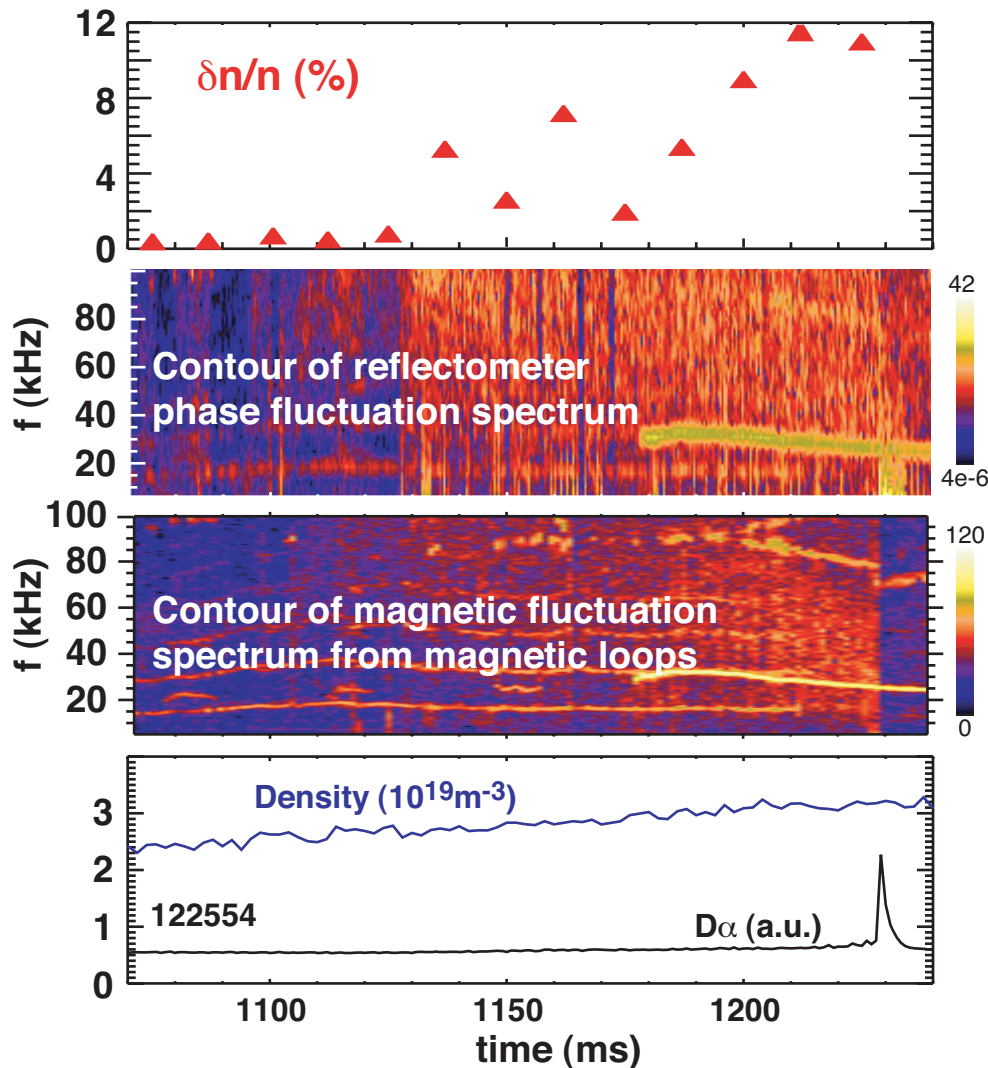 12
8
4
0
δn/n (%)
f (kHz)
80
60
40
20
Contour of reflectometer
phase fluctuation spectrum
42
4e-6
f (kHz)
100
80
60
40
20
Contour of magnetic fluctuation
spectrum from magnetic loops
120
0
3
2
1
0
Density (10¹⁹m⁻³)
122554
Dα (a.u.)
1100
1150
1200
time (ms)